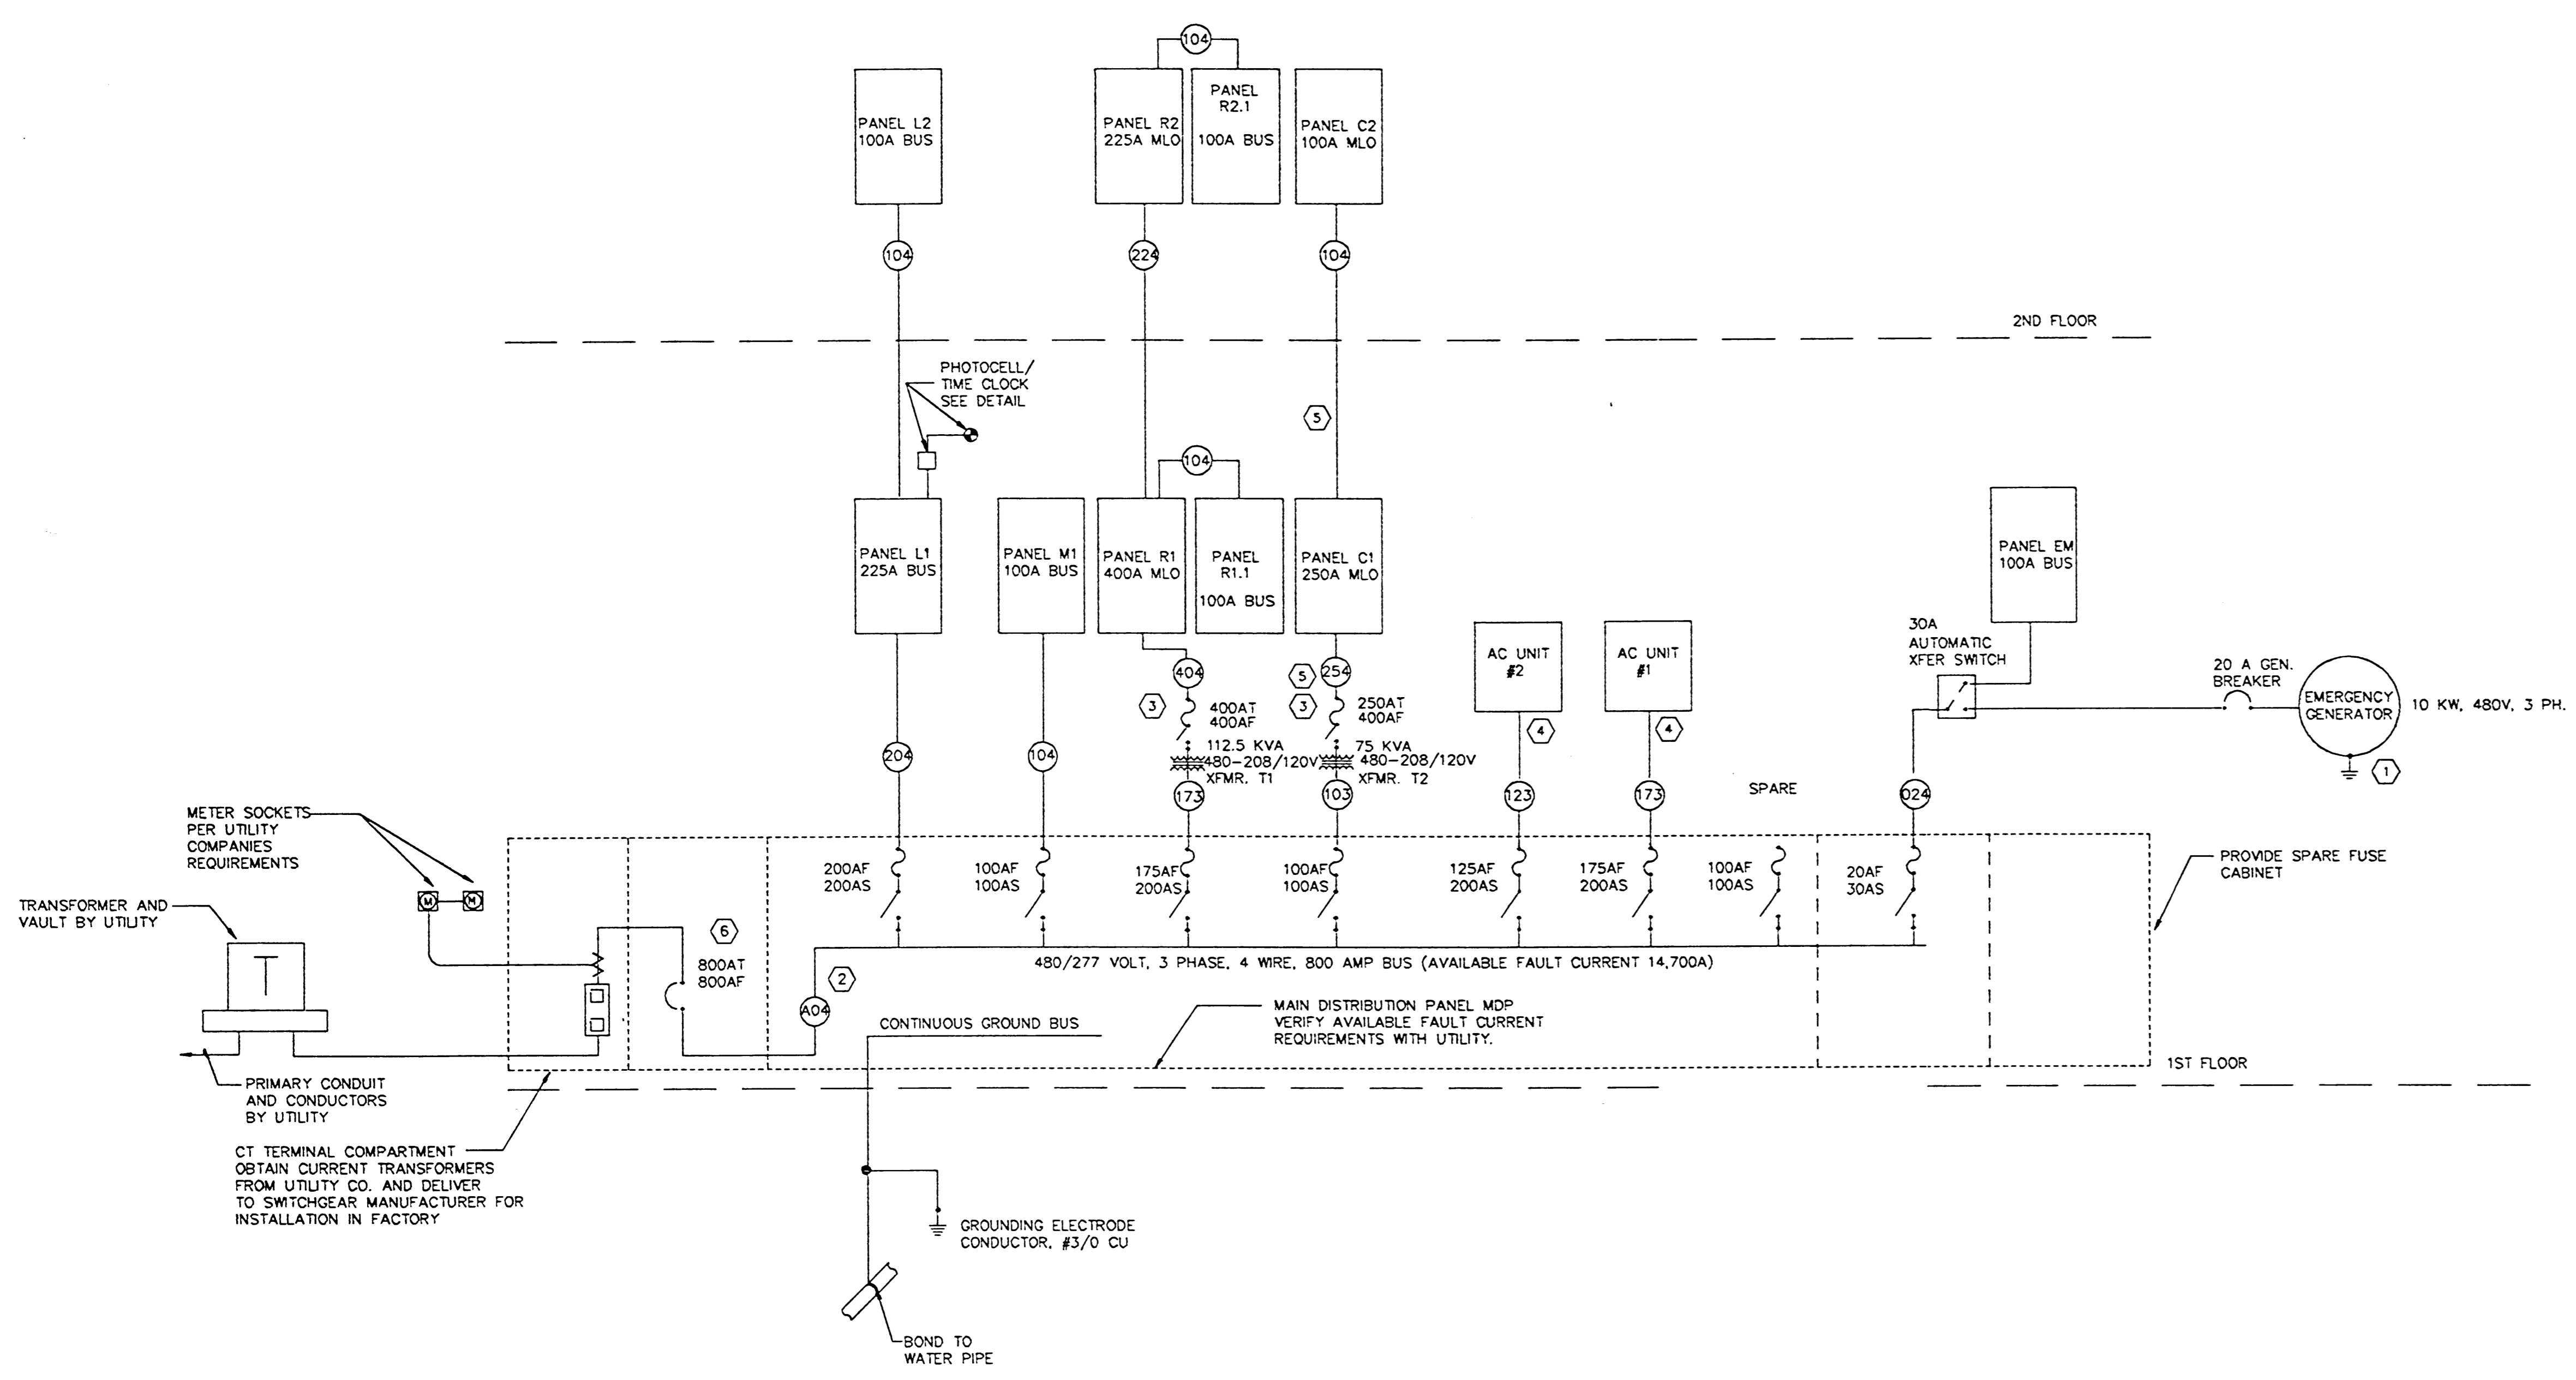 104
PANEL L2
100A BUS
PANEL R2
225A MLO
PANEL
R2.1
100A BUS
PANEL C2
100A MLO
104
224
104
2ND FLOOR
PHOTOCELL/
TIME CLOCK
SEE DETAIL
5
104
PANEL L1
225A BUS
PANEL M1
100A BUS
PANEL R1
400A MLO
PANEL
R1.1
100A BUS
PANEL C1
250A MLO
PANEL EM
100A BUS
AC UNIT
#2
AC UNIT
#1
30A
AUTOMATIC
XFER SWITCH
20 A GEN.
BREAKER
EMERGENCY
GENERATOR
10 KW, 480V, 3 PH.
1
404
3
400AT
400AF
112.5 KVA
480-208/120V
XFMR. T1
5
254
3
250AT
400AF
75 KVA
480-208/120V
XFMR. T2
4
4
204
104
173
103
123
173
SPARE
024
METER SOCKETS
PER UTILITY
COMPANIES
REQUIREMENTS
M
M
TRANSFORMER AND
VAULT BY UTILITY
T
200AF
200AS
100AF
100AS
175AF
200AS
100AF
100AS
125AF
200AS
175AF
200AS
100AF
100AS
20AF
30AS
PROVIDE SPARE FUSE
CABINET
6
800AT
800AF
2
A04
480/277 VOLT, 3 PHASE, 4 WIRE, 800 AMP BUS (AVAILABLE FAULT CURRENT 14,700A)
CONTINUOUS GROUND BUS
MAIN DISTRIBUTION PANEL MDP
VERIFY AVAILABLE FAULT CURRENT
REQUIREMENTS WITH UTILITY.
1ST FLOOR
PRIMARY CONDUIT
AND CONDUCTORS
BY UTILITY
CT TERMINAL COMPARTMENT
OBTAIN CURRENT TRANSFORMERS
FROM UTILITY CO. AND DELIVER
TO SWITCHGEAR MANUFACTURER FOR
INSTALLATION IN FACTORY
GROUNDING ELECTRODE
CONDUCTOR, #3/0 CU
BOND TO
WATER PIPE